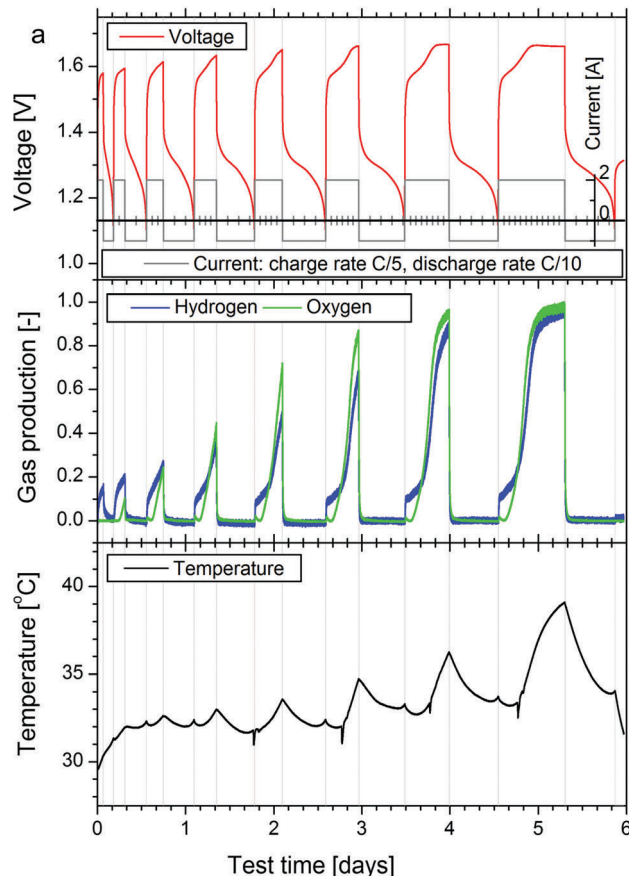 a
Voltage
Voltage [V]
1.6
1.4
1.2
1.0
Current [A]
2
0
Current: charge rate C/5, discharge rate C/10
Hydrogen Oxygen
Gas production [-]
1.0
0.8
0.6
0.4
0.2
0.0
Temperature
Temperature [°C]
40
35
30
0 1 2 3 4 5 6
Test time [days]